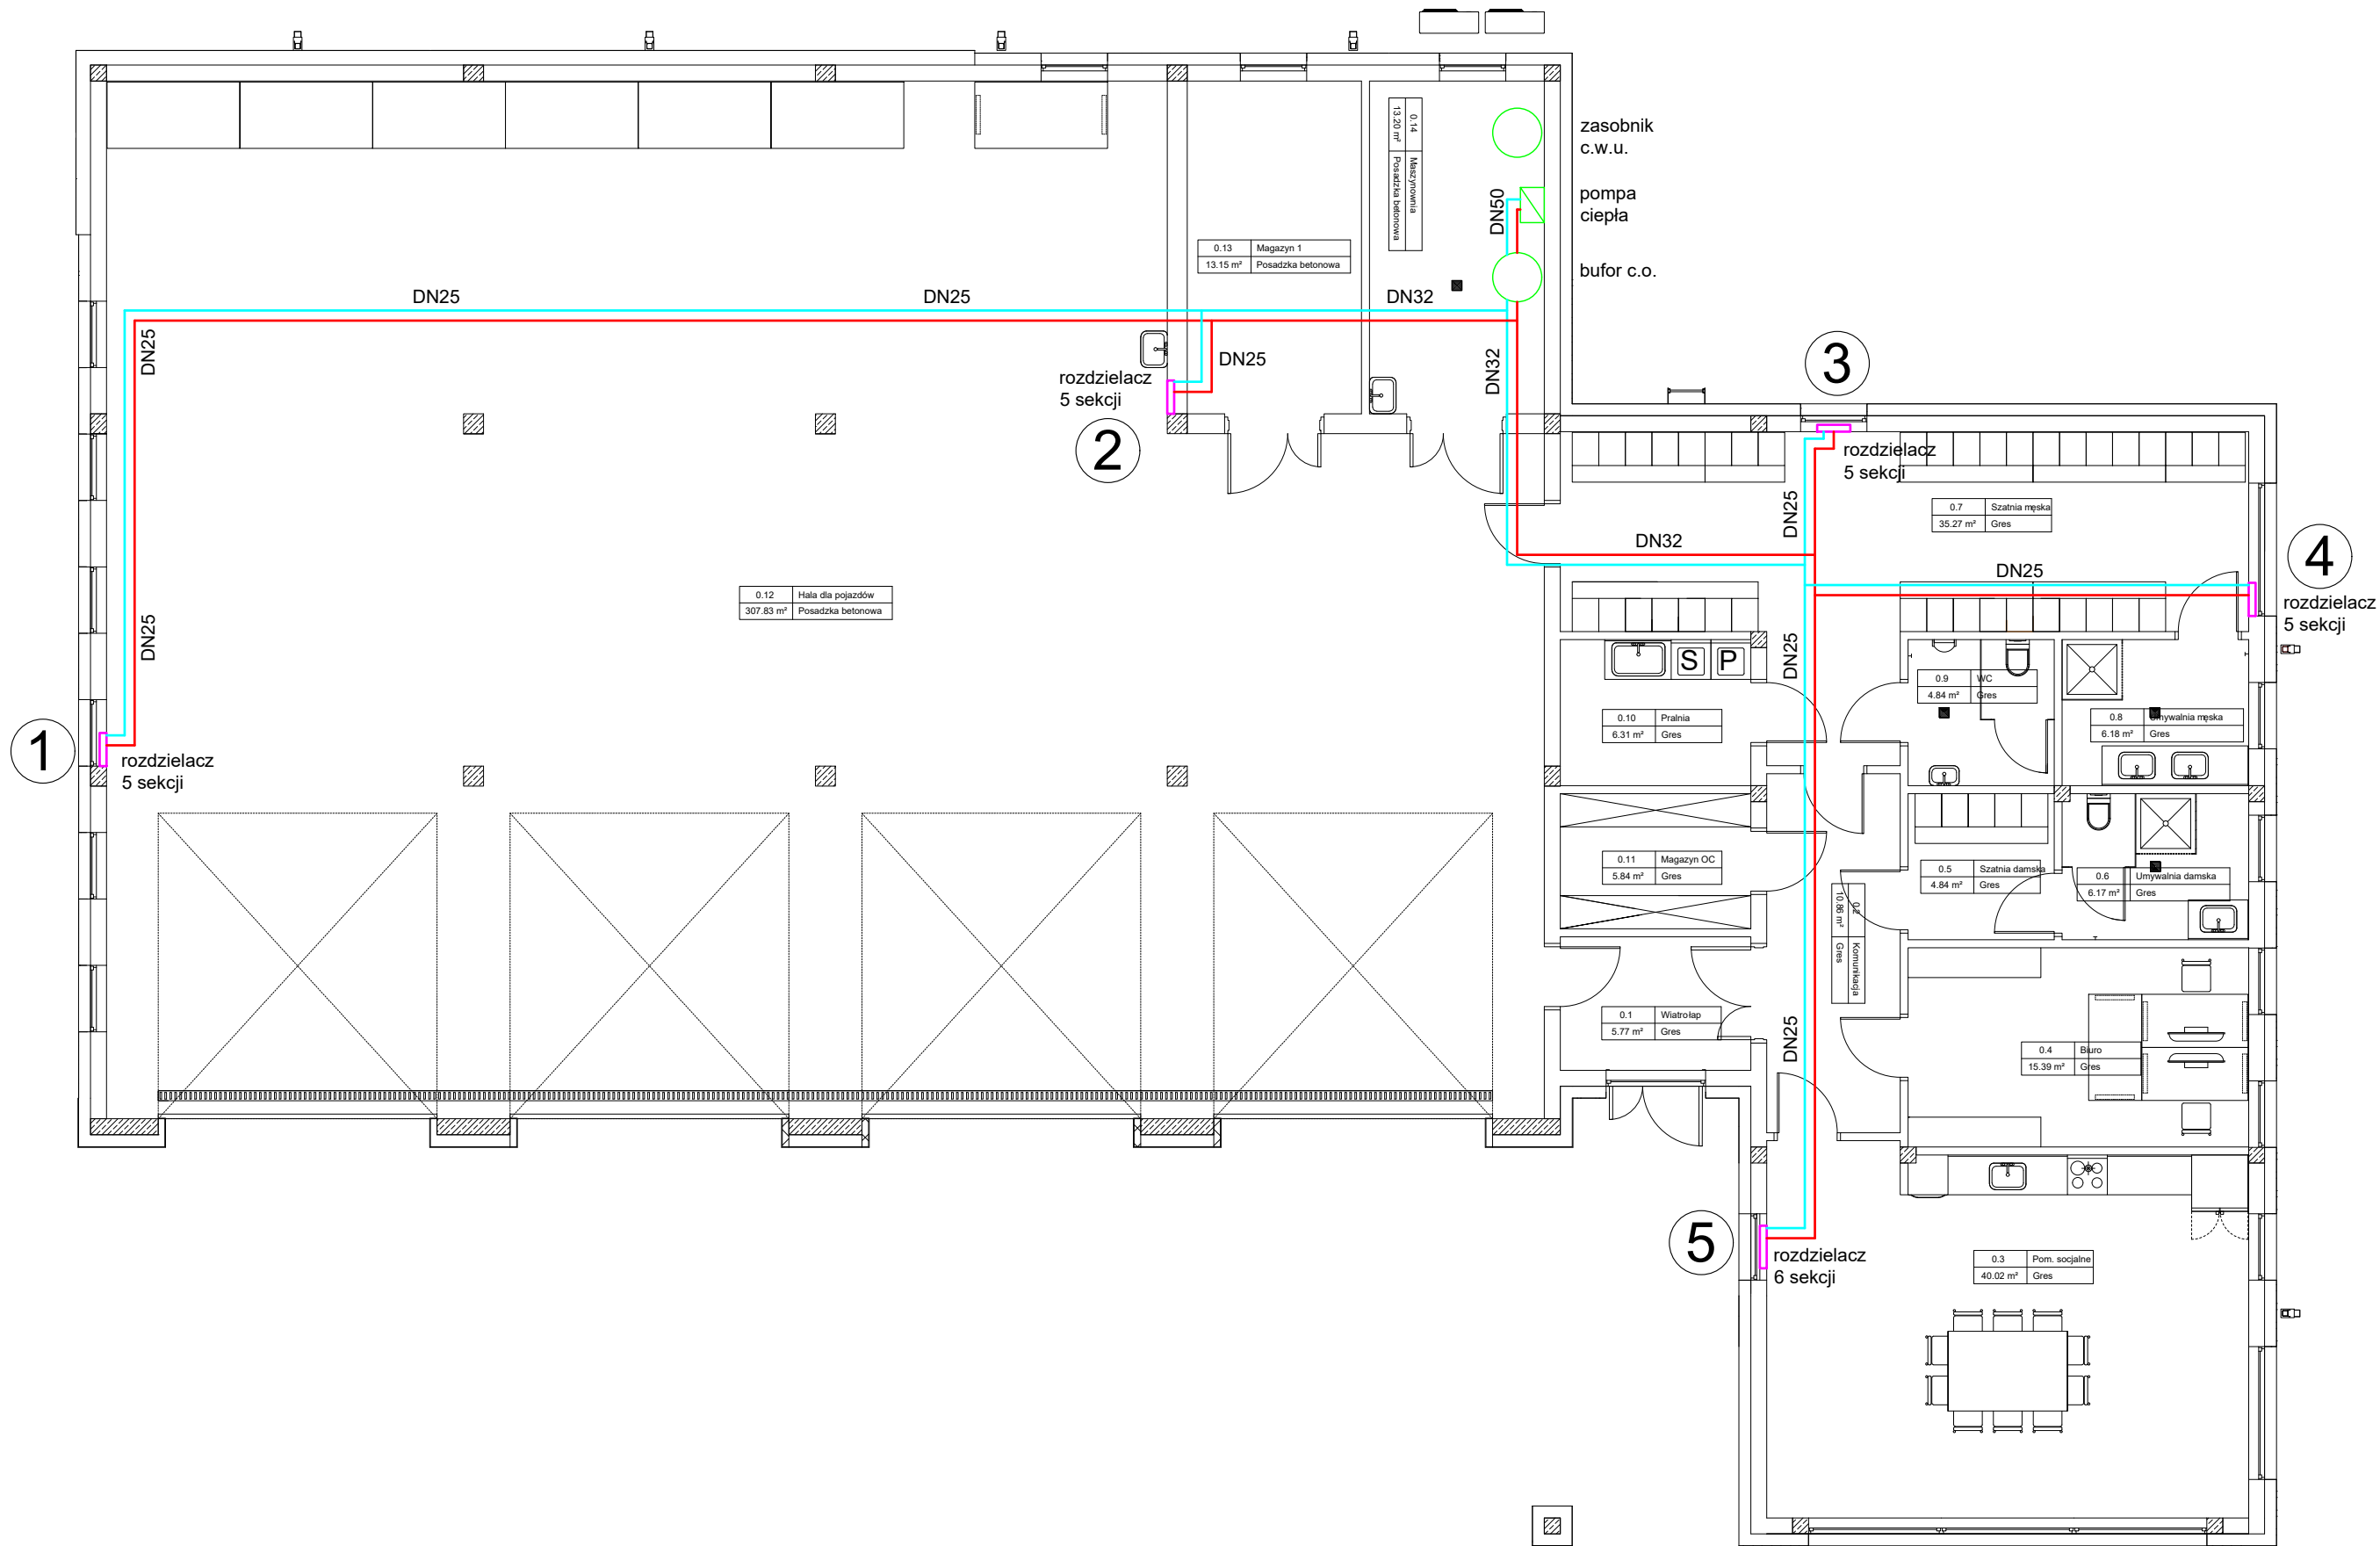 zasobnik
c.w.u.
pompa
ciepła
bufor c.o.
DN50
0.14 Maszynownia
13.20 m² Posadzka betonowa
0.13 Magazyn 1
13.15 m² Posadzka betonowa
DN25
DN25
DN32
DN25
DN25
DN32
rozdzielacz
5 sekcji
2
3
rozdzielacz
5 sekcji
DN25
0.7 Szatnia męska
35.27 m² Gres
DN32
DN25
4
rozdzielacz
5 sekcji
0.12 Hala dla pojazdów
307.83 m² Posadzka betonowa
DN25
DN25
S P
0.9 WC
4.84 m² Gres
0.10 Pralnia
6.31 m² Gres
0.8 Umywalnia męska
6.18 m² Gres
1
rozdzielacz
5 sekcji
0.11 Magazyn OC
5.84 m² Gres
0.5 Szatnia damska
4.84 m² Gres
0.6 Umywalnia damska
6.17 m² Gres
0.2 Komunikacja
10.86 m² Gres
0.1 Wiatrołap
5.77 m² Gres
DN25
0.4 Biuro
15.39 m² Gres
5
rozdzielacz
6 sekcji
0.3 Pom. socjalne
40.02 m² Gres